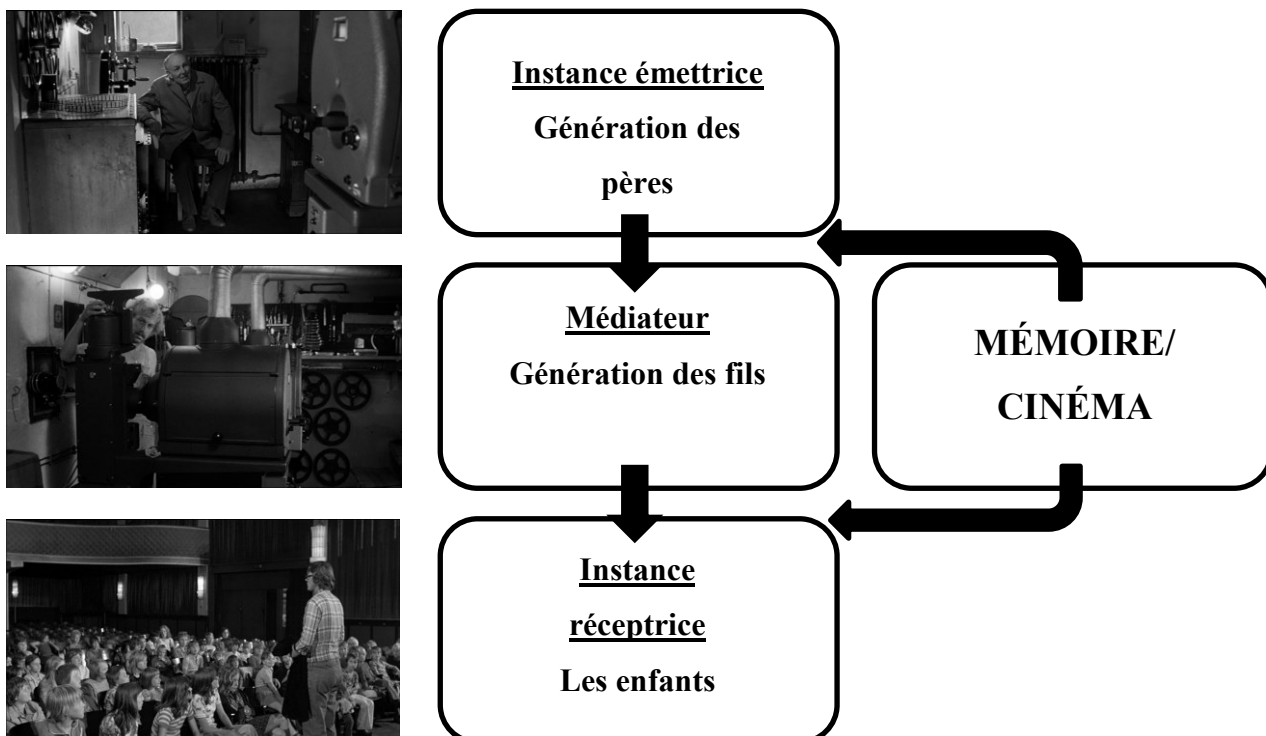 Instance émettrice
Génération des
pères
Médiateur
Génération des fils
MÉMOIRE/
CINÉMA
Instance
réceptrice
Les enfants